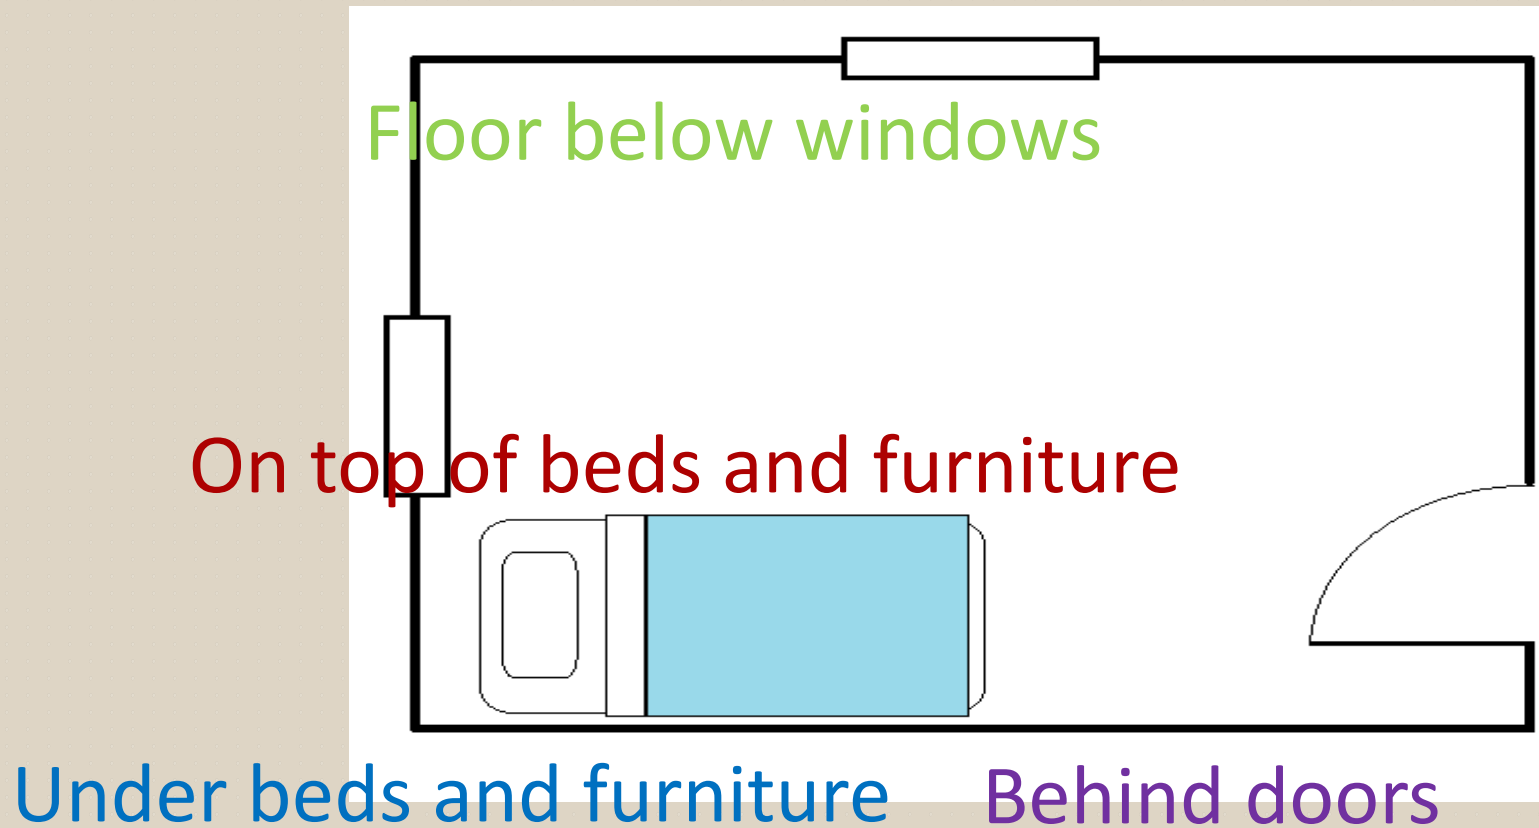 Floor below windows
On top of beds and furniture
Under beds and furniture
Behind doors